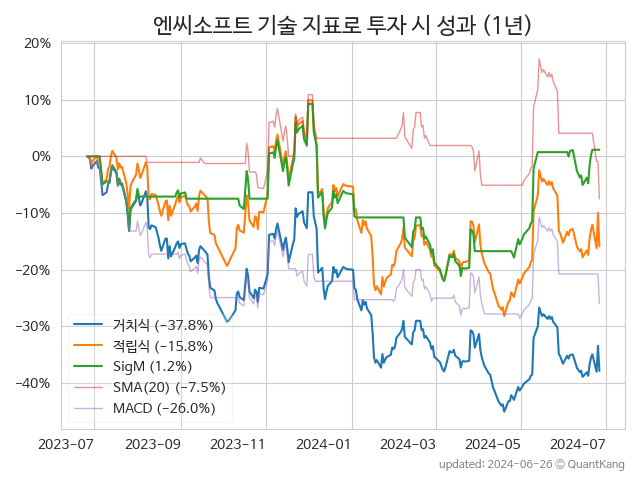 엔씨소프트 기술 지표로 투자 시 성과 (1년)
20%
10%
0%
−10%
−20%
−30%
−40%
거치식 (−37.8%)
적립식 (−15.8%)
SigM (1.2%)
SMA(20) (−7.5%)
MACD (−26.0%)
2023-07
2023-09
2023-11
2024-01
2024-03
2024-05
2024-07
updated: 2024-06-26 © QuantKang